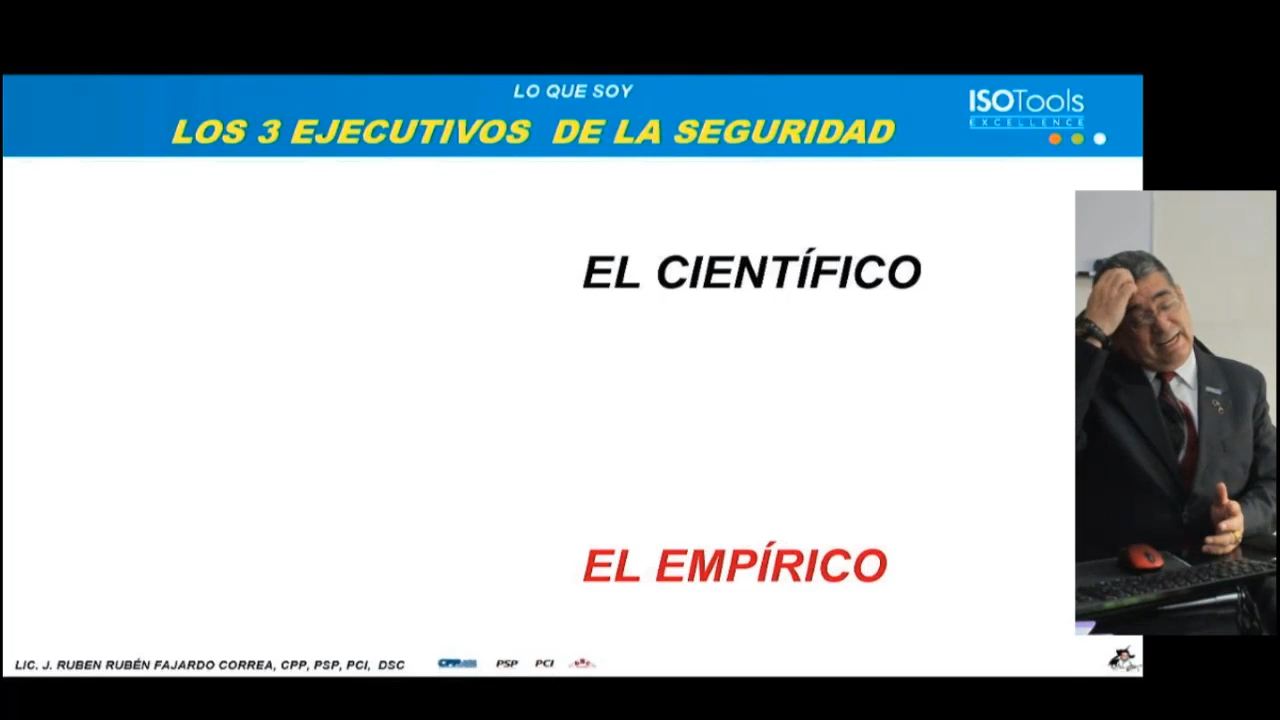 LO QUE SOY
LOS 3 EJECUTIVOS DE LA SEGURIDAD
ISOTools
EXCELLENCE
EL CIENTÍFICO
EL EMPÍRICO
LIC. J. RUBEN RUBÉN FAJARDO CORREA, CPP, PSP, PCI, DSC
CPP
PSP
PCI